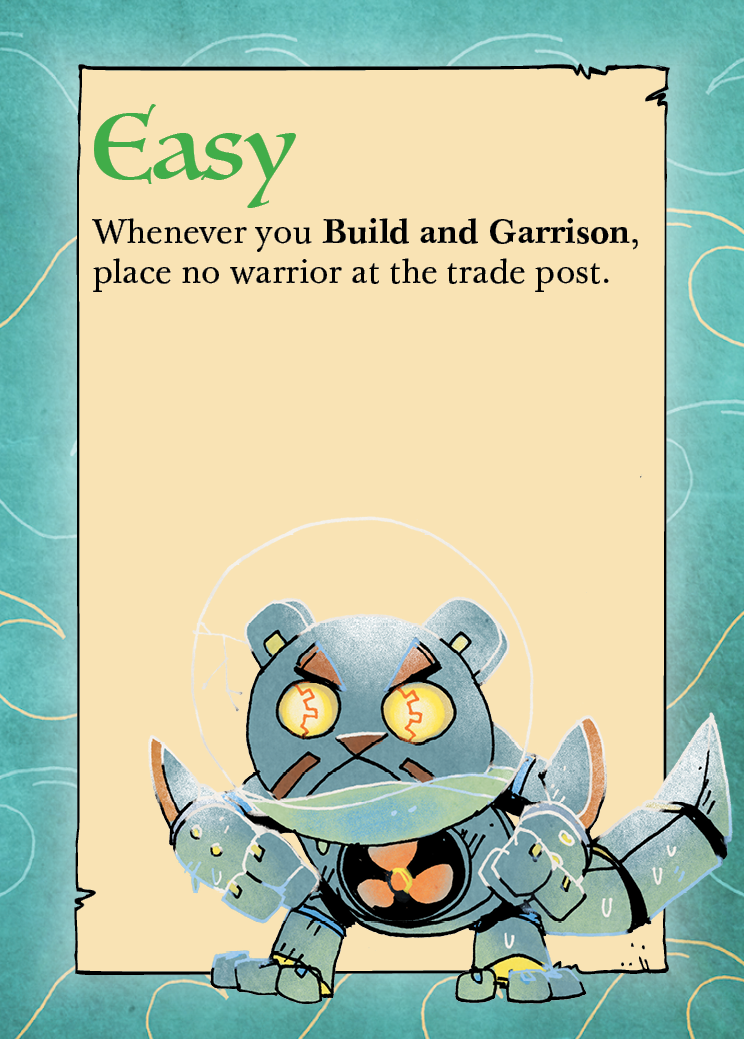 Easy
Whenever you Build and Garrison,
place no warrior at the trade post.